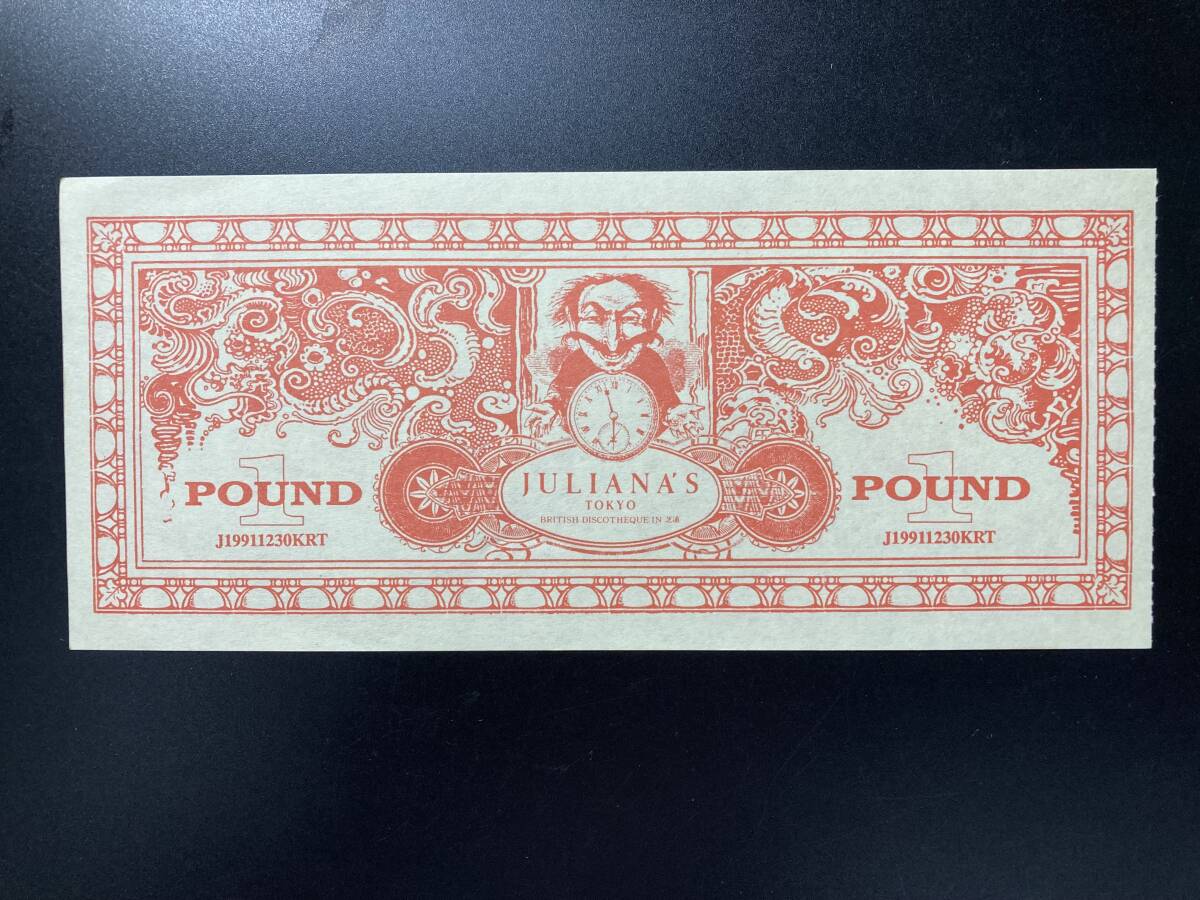 JULIANA'S
TOKYO
BRITISH DISCOTHEQUE IN 芝浦
1
POUND
J19911230KRT
1
POUND
J19911230KRT